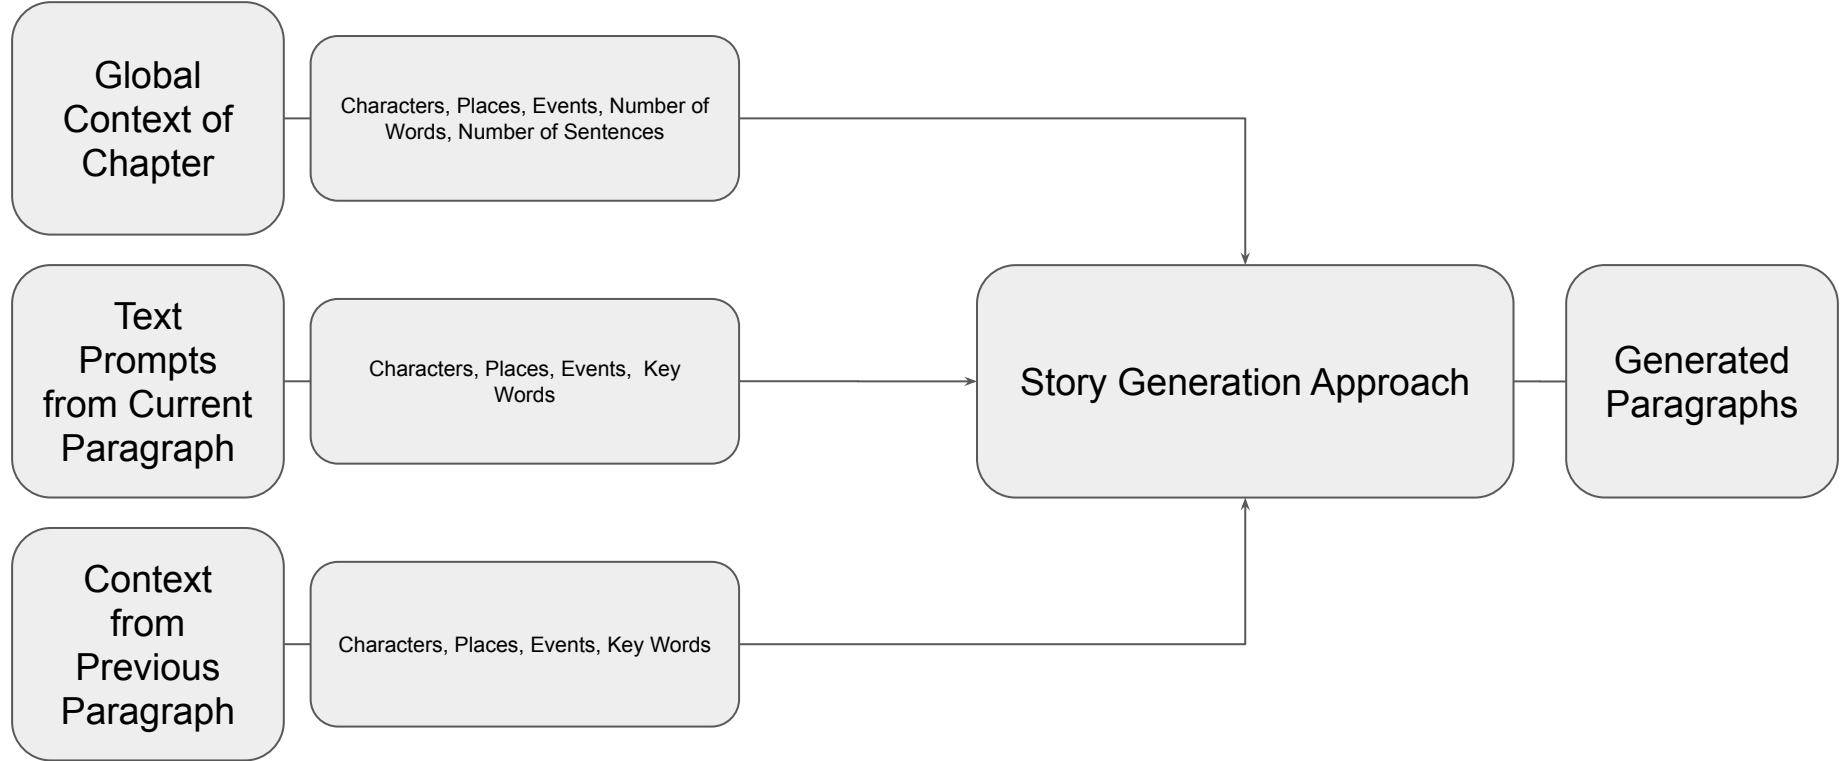 Global
Context of
Chapter
Characters, Places, Events, Number of
Words, Number of Sentences
Text
Prompts
from Current
Paragraph
Characters, Places, Events,  Key
Words
Story Generation Approach
Generated
Paragraphs
Context
from
Previous
Paragraph
Characters, Places, Events, Key Words